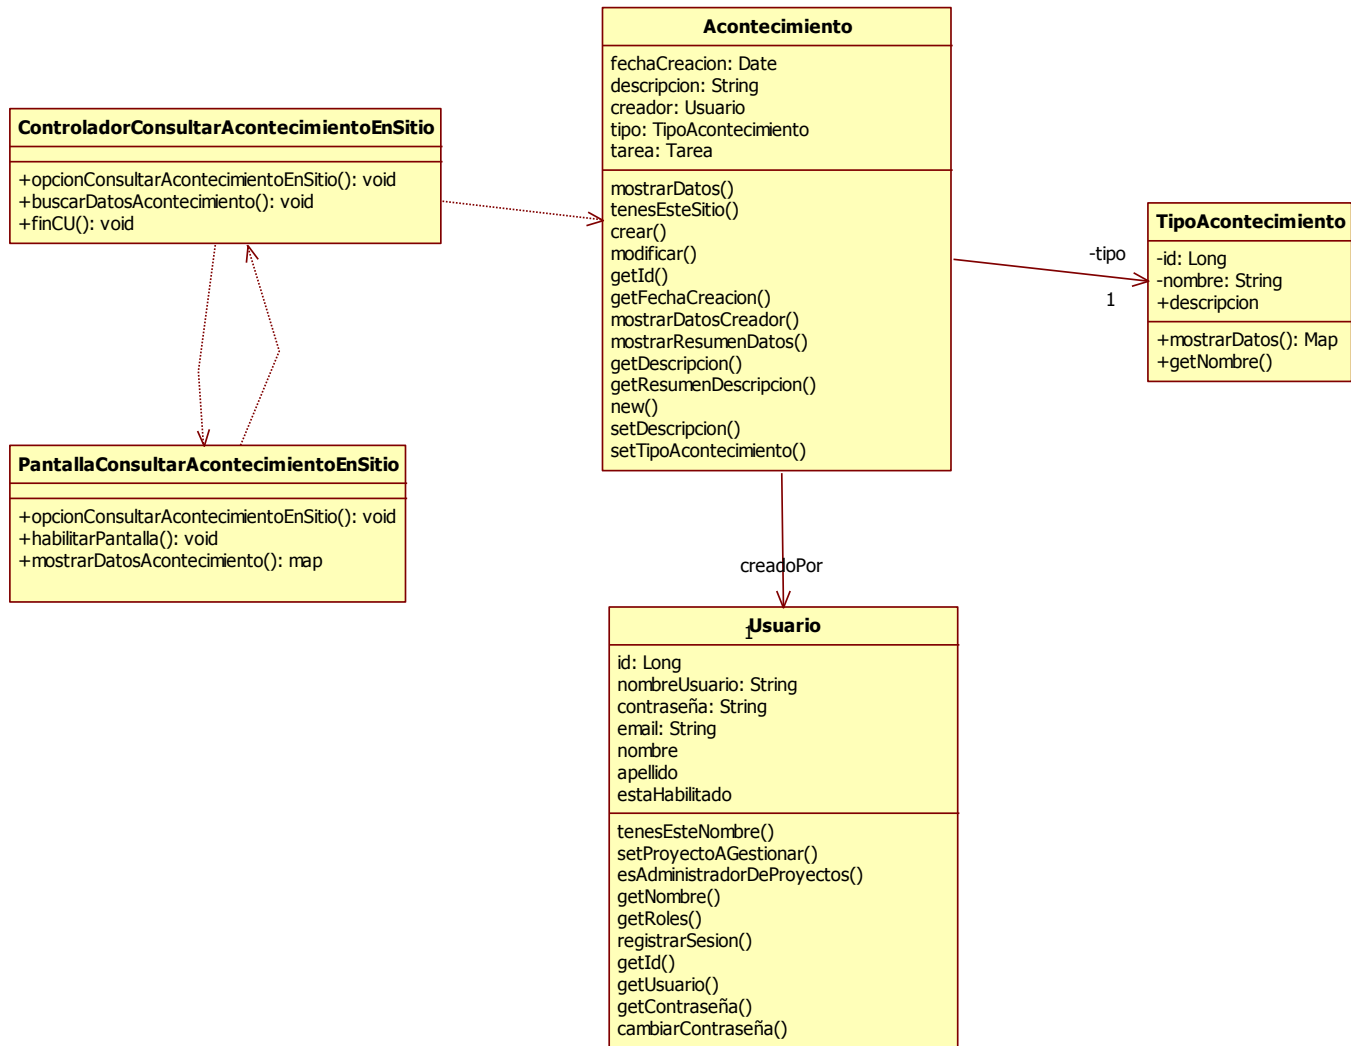 Acontecimiento
fechaCreacion: Date
descripcion: String
creador: Usuario
tipo: TipoAcontecimiento
tarea: Tarea
mostrarDatos()
tenesEsteSitio()
crear()
modificar()
getId()
getFechaCreacion()
mostrarDatosCreador()
mostrarResumenDatos()
getDescripcion()
getResumenDescripcion()
new()
setDescripcion()
setTipoAcontecimiento()
ControladorConsultarAcontecimientoEnSitio
+opcionConsultarAcontecimientoEnSitio(): void
+buscarDatosAcontecimiento(): void
+finCU(): void
TipoAcontecimiento
-id: Long
-nombre: String
+descripcion
+mostrarDatos(): Map
+getNombre()
-tipo
1
PantallaConsultarAcontecimientoEnSitio
+opcionConsultarAcontecimientoEnSitio(): void
+habilitarPantalla(): void
+mostrarDatosAcontecimiento(): map
creadoPor
1
Usuario
id: Long
nombreUsuario: String
contraseña: String
email: String
nombre
apellido
estaHabilitado
tenesEsteNombre()
setProyectoAGestionar()
esAdministradorDeProyectos()
getNombre()
getRoles()
registrarSesion()
getId()
getUsuario()
getContraseña()
cambiarContraseña()